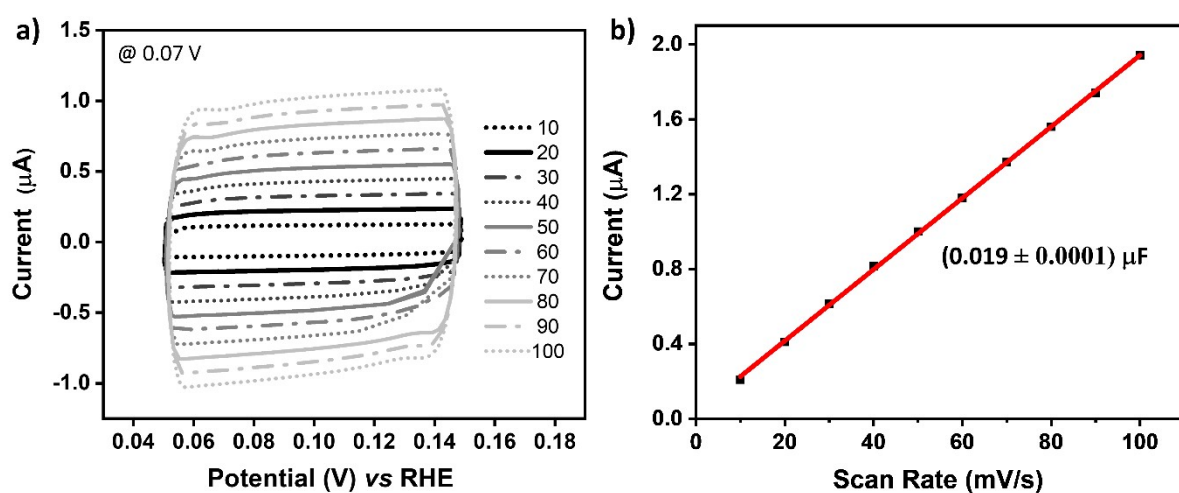 a)
@ 0.07 V
1.5
1.0
0.5
0.0
-0.5
-1.0
Current (μA)
10
20
30
40
50
60
70
80
90
100
0.04 0.06 0.08 0.10 0.12 0.14 0.16 0.18
Potential (V) vs RHE
b)
2.0
1.6
1.2
0.8
0.4
0.0
Current (μA)
(0.019 ± 0.0001) μF
0 20 40 60 80 100
Scan Rate (mV/s)